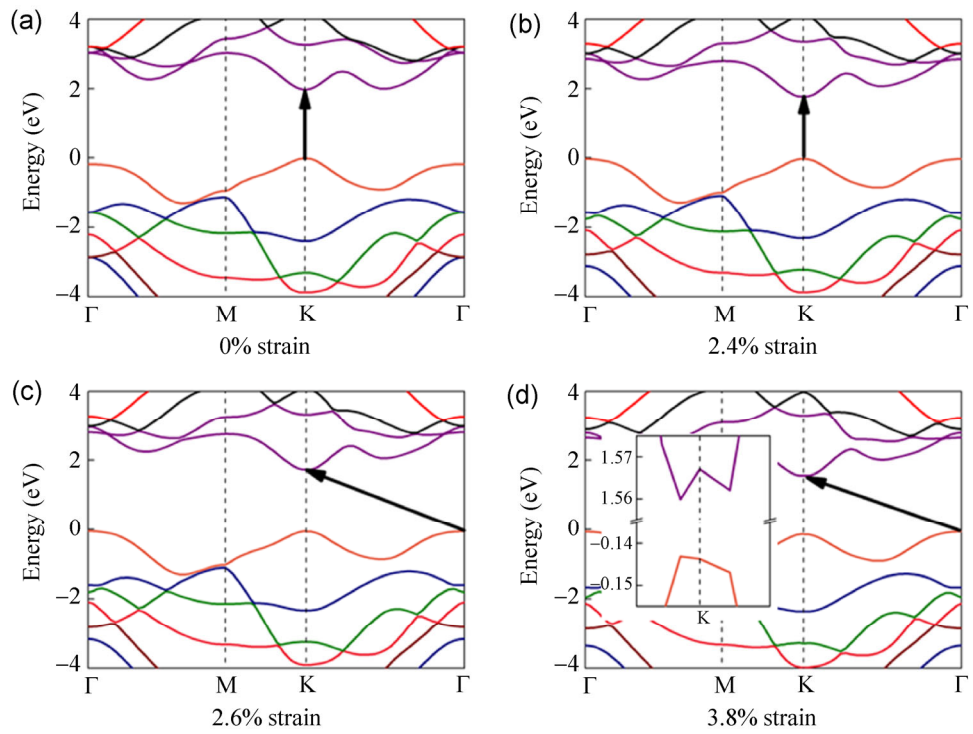 (a)
4
2
0
−2
−4
Energy (eV)
Γ
M
K
Γ
0% strain
(b)
4
2
0
−2
−4
Energy (eV)
Γ
M
K
Γ
2.4% strain
(c)
4
2
0
−2
−4
Energy (eV)
Γ
M
K
Γ
2.6% strain
(d)
4
2
0
−2
−4
Energy (eV)
1.57
1.56
−0.14
−0.15
K
Γ
M
K
Γ
3.8% strain